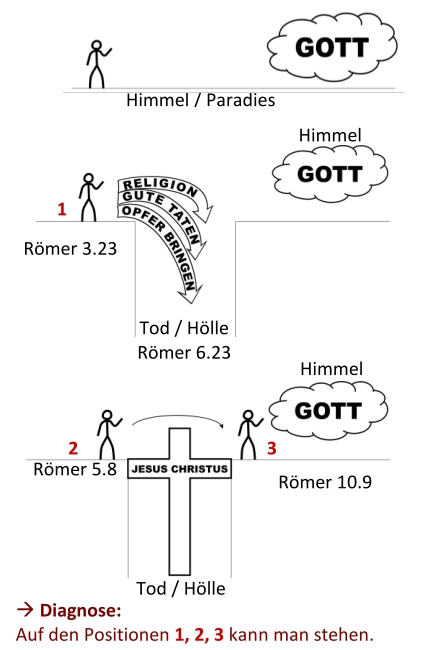 GOTT
Himmel / Paradies
Himmel
GOTT
RELIGION
GUTE TATEN
OPFER BRINGEN
1
Römer 3.23
Tod / Hölle
Römer 6.23
Himmel
GOTT
2
3
Römer 5.8
JESUS CHRISTUS
Römer 10.9
Tod / Hölle
→ Diagnose:
Auf den Positionen 1, 2, 3 kann man stehen.